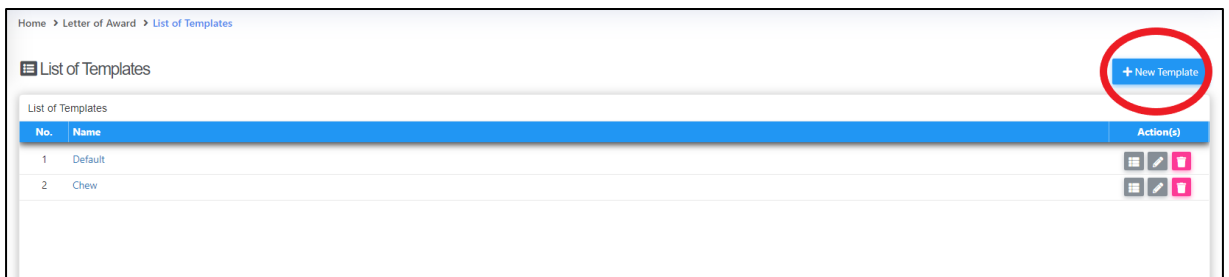 Home > Letter of Award > List of Templates
List of Templates
+ New Template
List of Templates
No. Name Action(s)
1 Default
2 Chew